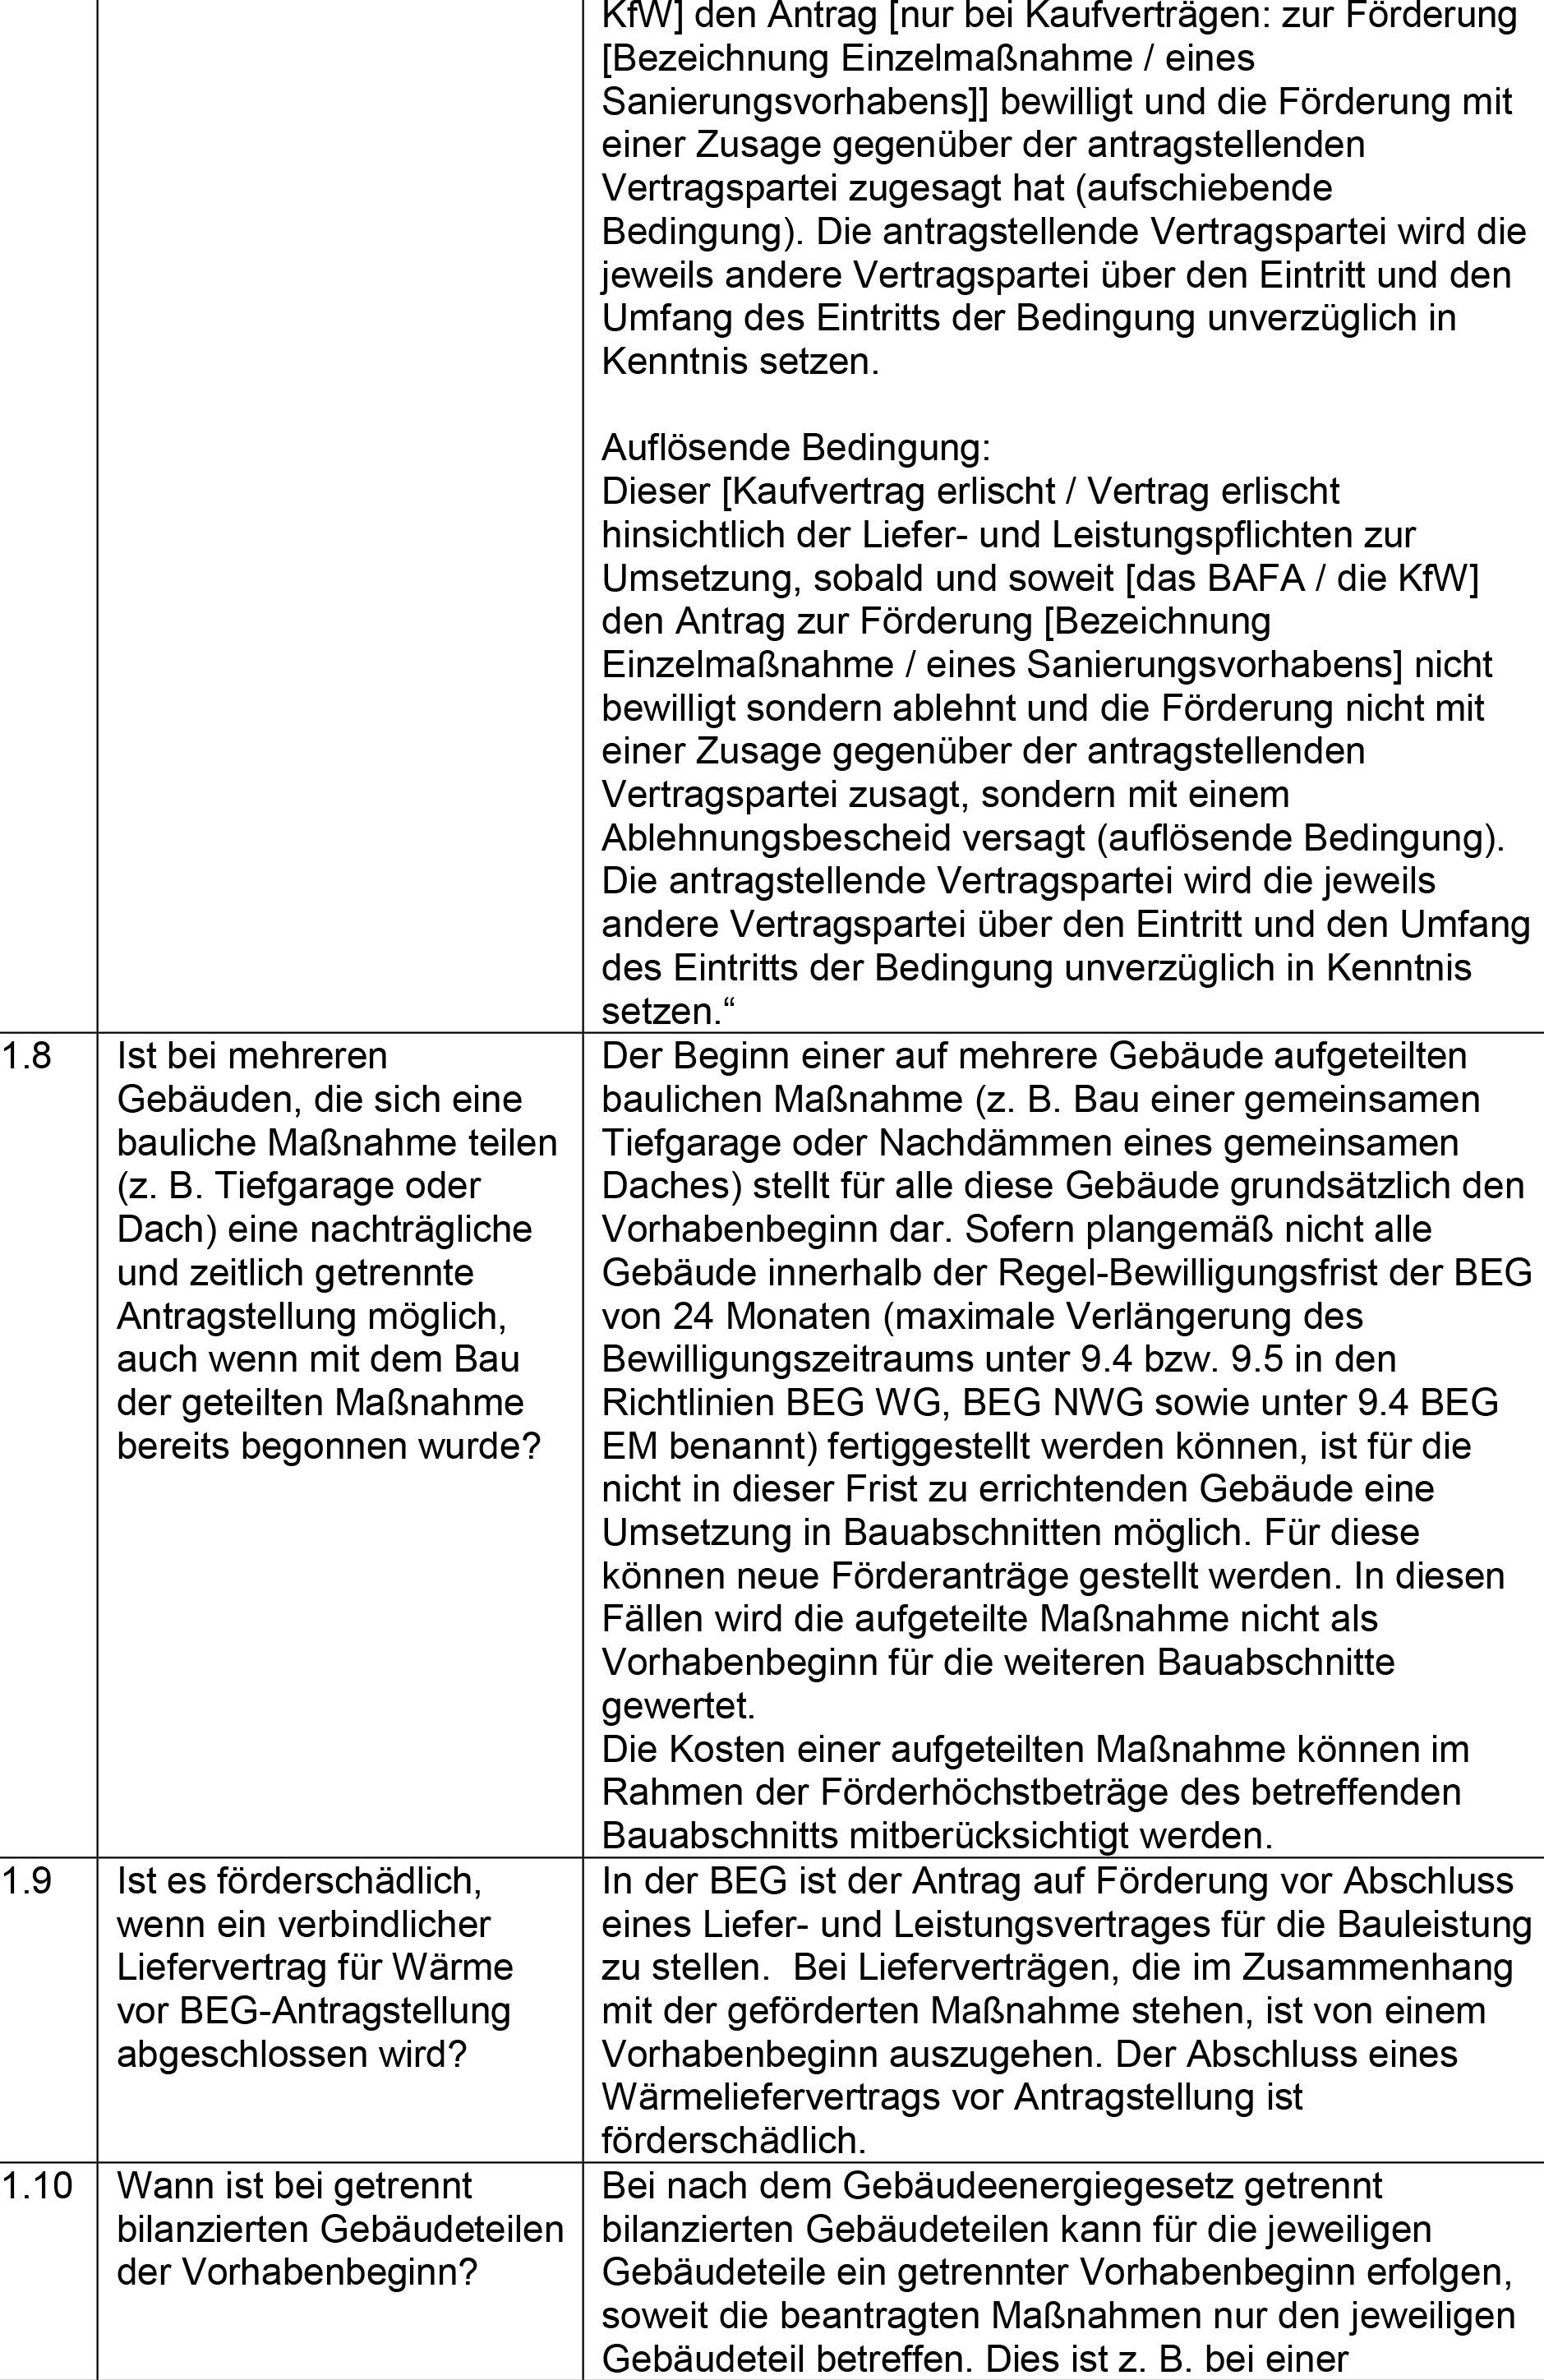 KfW] den Antrag [nur bei Kaufverträgen: zur Förderung
[Bezeichnung Einzelmaßnahme / eines
Sanierungsvorhabens]] bewilligt und die Förderung mit
einer Zusage gegenüber der antragstellenden
Vertragspartei zugesagt hat (aufschiebende
Bedingung). Die antragstellende Vertragspartei wird die
jeweils andere Vertragspartei über den Eintritt und den
Umfang des Eintritts der Bedingung unverzüglich in
Kenntnis setzen.
Auflösende Bedingung:
Dieser [Kaufvertrag erlischt / Vertrag erlischt
hinsichtlich der Liefer- und Leistungspflichten zur
Umsetzung, sobald und soweit [das BAFA / die KfW]
den Antrag zur Förderung [Bezeichnung
Einzelmaßnahme / eines Sanierungsvorhabens] nicht
bewilligt sondern ablehnt und die Förderung nicht mit
einer Zusage gegenüber der antragstellenden
Vertragspartei zusagt, sondern mit einem
Ablehnungsbescheid versagt (auflösende Bedingung).
Die antragstellende Vertragspartei wird die jeweils
andere Vertragspartei über den Eintritt und den Umfang
des Eintritts der Bedingung unverzüglich in Kenntnis
setzen.“
1.8
Ist bei mehreren
Gebäuden, die sich eine
bauliche Maßnahme teilen
(z. B. Tiefgarage oder
Dach) eine nachträgliche
und zeitlich getrennte
Antragstellung möglich,
auch wenn mit dem Bau
der geteilten Maßnahme
bereits begonnen wurde?
Der Beginn einer auf mehrere Gebäude aufgeteilten
baulichen Maßnahme (z. B. Bau einer gemeinsamen
Tiefgarage oder Nachdämmen eines gemeinsamen
Daches) stellt für alle diese Gebäude grundsätzlich den
Vorhabenbeginn dar. Sofern plangemäß nicht alle
Gebäude innerhalb der Regel-Bewilligungsfrist der BEG
von 24 Monaten (maximale Verlängerung des
Bewilligungszeitraums unter 9.4 bzw. 9.5 in den
Richtlinien BEG WG, BEG NWG sowie unter 9.4 BEG
EM benannt) fertiggestellt werden können, ist für die
nicht in dieser Frist zu errichtenden Gebäude eine
Umsetzung in Bauabschnitten möglich. Für diese
können neue Förderanträge gestellt werden. In diesen
Fällen wird die aufgeteilte Maßnahme nicht als
Vorhabenbeginn für die weiteren Bauabschnitte
gewertet.
Die Kosten einer aufgeteilten Maßnahme können im
Rahmen der Förderhöchstbeträge des betreffenden
Bauabschnitts mitberücksichtigt werden.
1.9
Ist es förderschädlich,
wenn ein verbindlicher
Liefervertrag für Wärme
vor BEG-Antragstellung
abgeschlossen wird?
In der BEG ist der Antrag auf Förderung vor Abschluss
eines Liefer- und Leistungsvertrages für die Bauleistung
zu stellen.  Bei Lieferverträgen, die im Zusammenhang
mit der geförderten Maßnahme stehen, ist von einem
Vorhabenbeginn auszugehen. Der Abschluss eines
Wärmeliefervertrags vor Antragstellung ist
förderschädlich.
1.10
Wann ist bei getrennt
bilanzierten Gebäudeteilen
der Vorhabenbeginn?
Bei nach dem Gebäudeenergiegesetz getrennt
bilanzierten Gebäudeteilen kann für die jeweiligen
Gebäudeteile ein getrennter Vorhabenbeginn erfolgen,
soweit die beantragten Maßnahmen nur den jeweiligen
Gebäudeteil betreffen. Dies ist z. B. bei einer